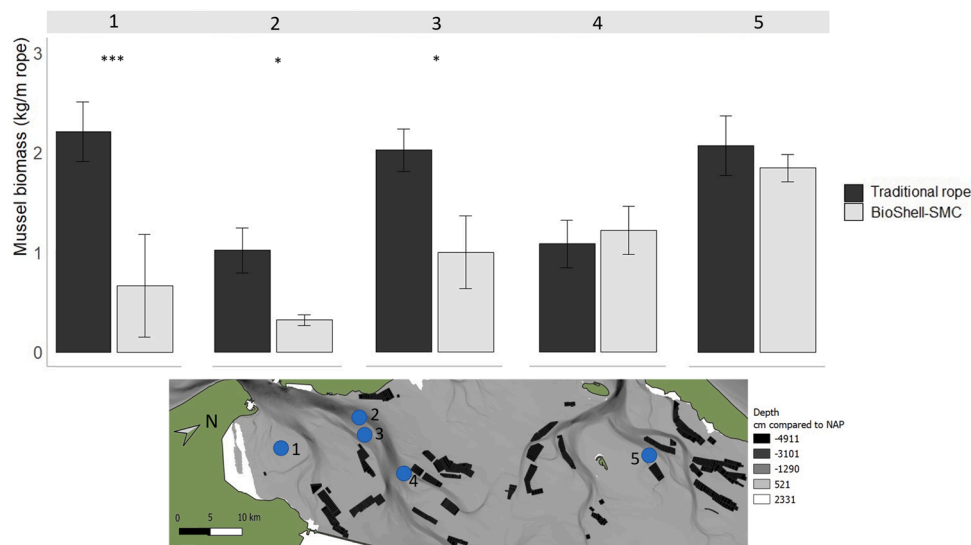 1 2 3 4 5
Mussel biomass (kg/m rope)
3
2
1
0
*** * *
Traditional rope
BioShell-SMC
N
1
2
3
4
5
0 5 10 km
Depth
cm compared to NAP
-4911
-3101
-1290
521
2331